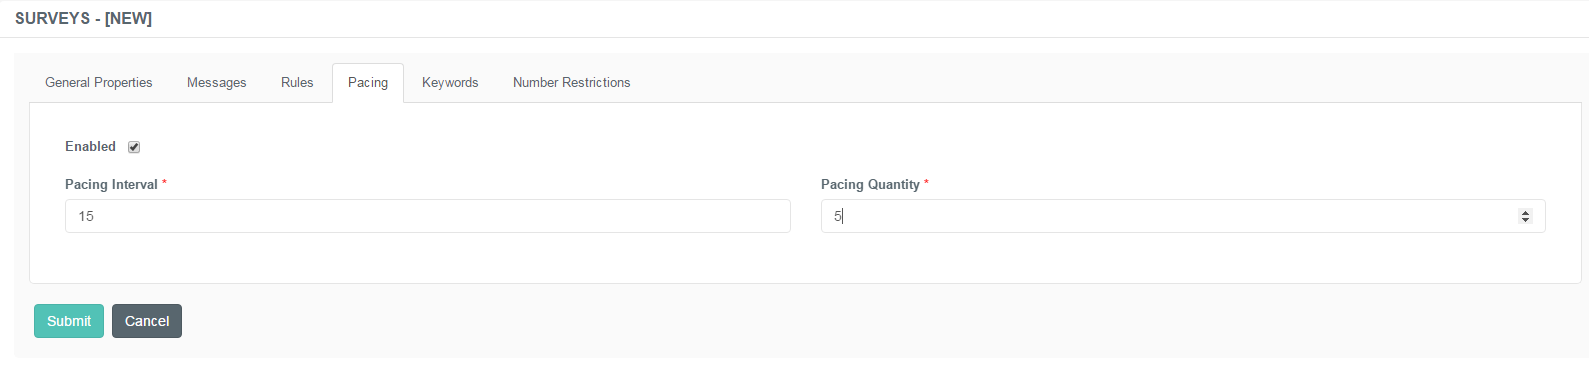 SURVEYS - [NEW]
General Properties Messages Rules Pacing Keywords Number Restrictions
Enabled
Pacing Interval * Pacing Quantity *
15 5
Submit Cancel